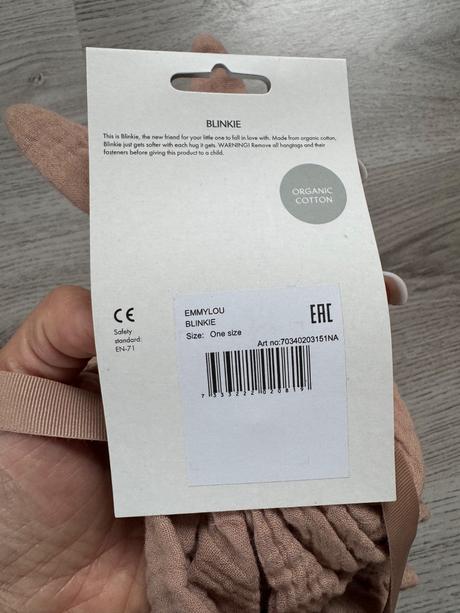 BLINKIE
This is Blinkie, the new friend for your little one to fall in love with. Made from organic cotton,
Blinkie just gets softer with each hug it gets. WARNING! Remove all hangtags and their
fasteners before giving this product to a child.
ORGANIC
COTTON
CE
Safety
standard:
EN-71
EMMYLOU
BLINKIE
Size: One size
EAC
Art no:70340203151NA
7 333222 020819